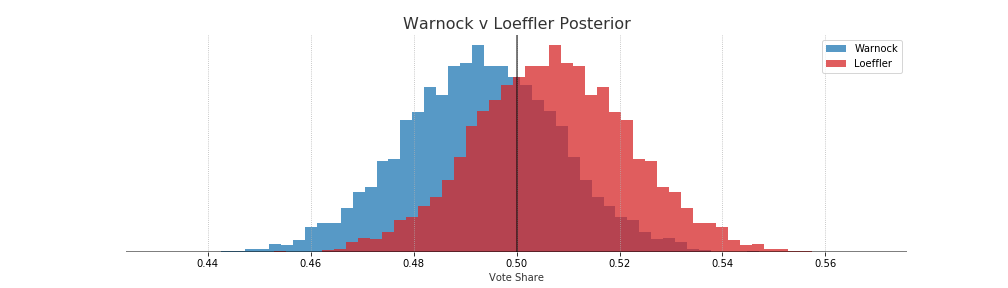 Warnock v Loeffler Posterior
Warnock
Loeffler
0.44 0.46 0.48 0.50 0.52 0.54 0.56
Vote Share